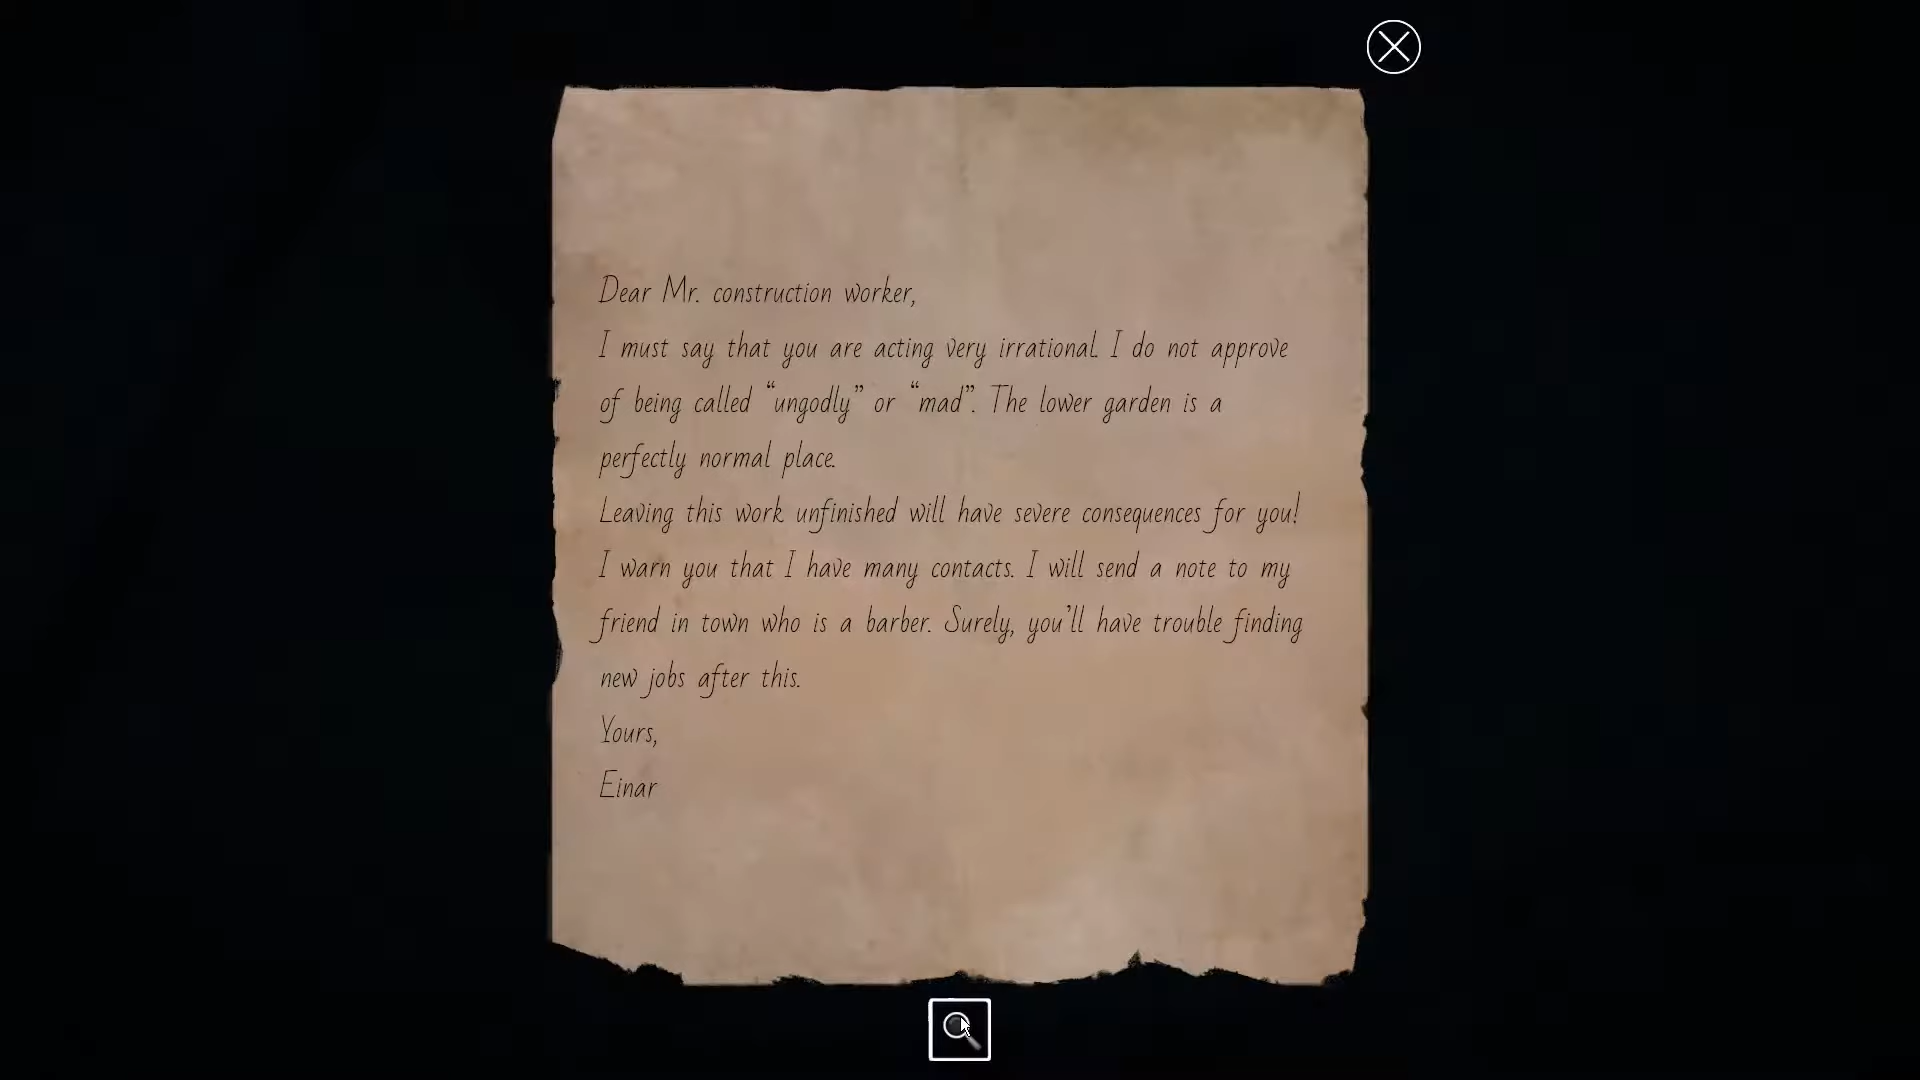 Dear Mr. construction worker,
I must say that you are acting very irrational. I do not approve
of being called “ungodly” or “mad”. The lower garden is a
perfectly normal place.
Leaving this work unfinished will have severe consequences for you!
I warn you that I have many contacts. I will send a note to my
friend in town who is a barber. Surely, you’ll have trouble finding
new jobs after this.
Yours,
Einar